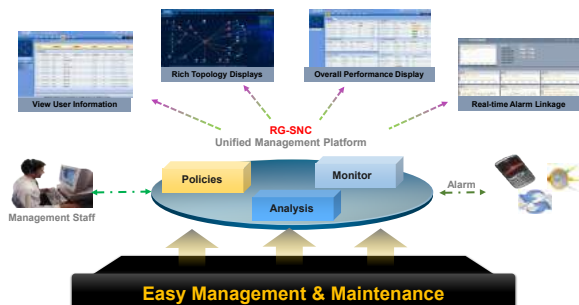 Rich Topology Displays
Overall Performance Display
View User Information
Real-time Alarm Linkage
RG-SNC
Unified Management Platform
Policies
Monitor
Analysis
Alarm
Management Staff
Easy Management & Maintenance